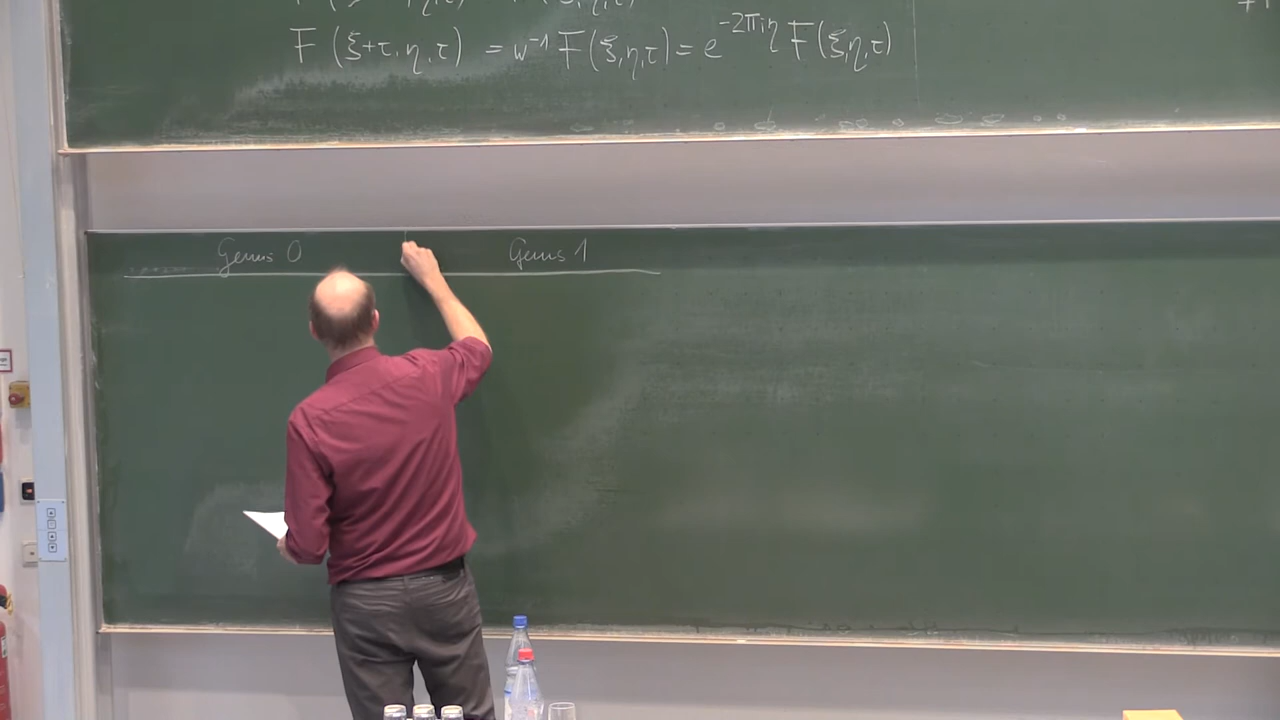 F (ξ+τ, η, τ) = w⁻¹ F(ξ, η, τ) = e^{-2πiη} F(ξ, η, τ)
Genus 0 Genus 1